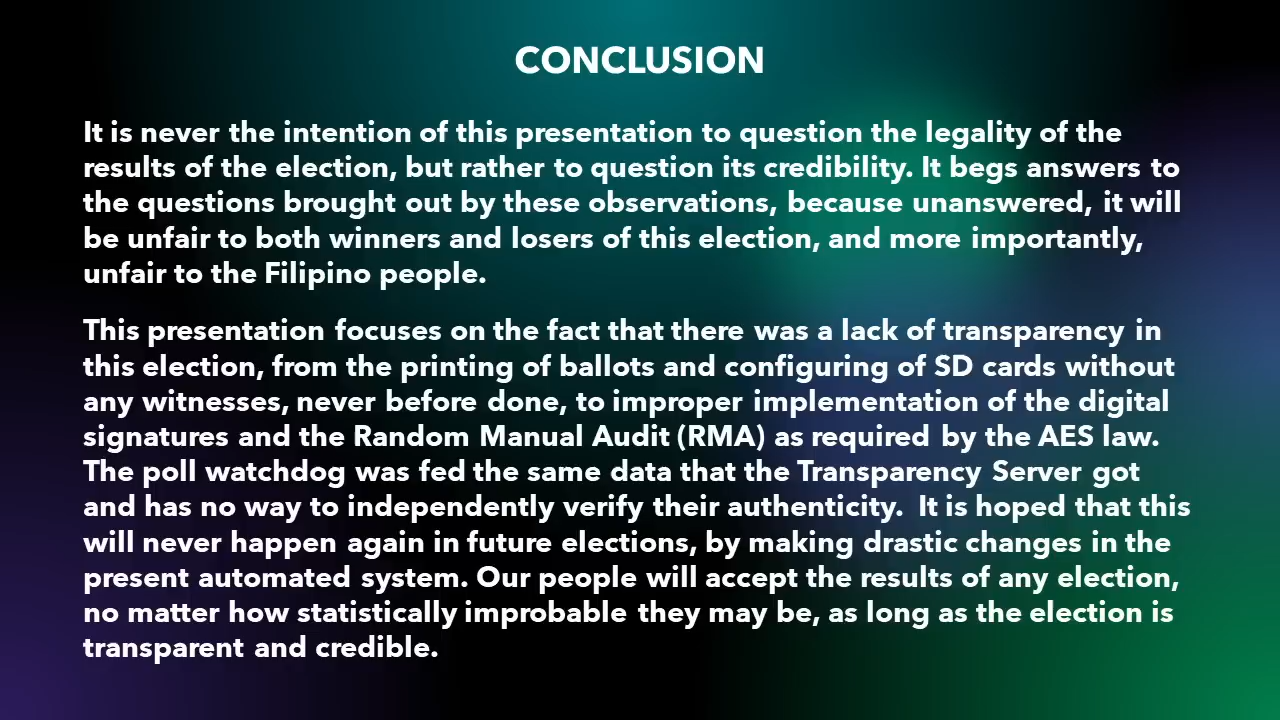 CONCLUSION
It is never the intention of this presentation to question the legality of the
results of the election, but rather to question its credibility. It begs answers to
the questions brought out by these observations, because unanswered, it will
be unfair to both winners and losers of this election, and more importantly,
unfair to the Filipino people.
This presentation focuses on the fact that there was a lack of transparency in
this election, from the printing of ballots and configuring of SD cards without
any witnesses, never before done, to improper implementation of the digital
signatures and the Random Manual Audit (RMA) as required by the AES law.
The poll watchdog was fed the same data that the Transparency Server got
and has no way to independently verify their authenticity.  It is hoped that this
will never happen again in future elections, by making drastic changes in the
present automated system. Our people will accept the results of any election,
no matter how statistically improbable they may be, as long as the election is
transparent and credible.